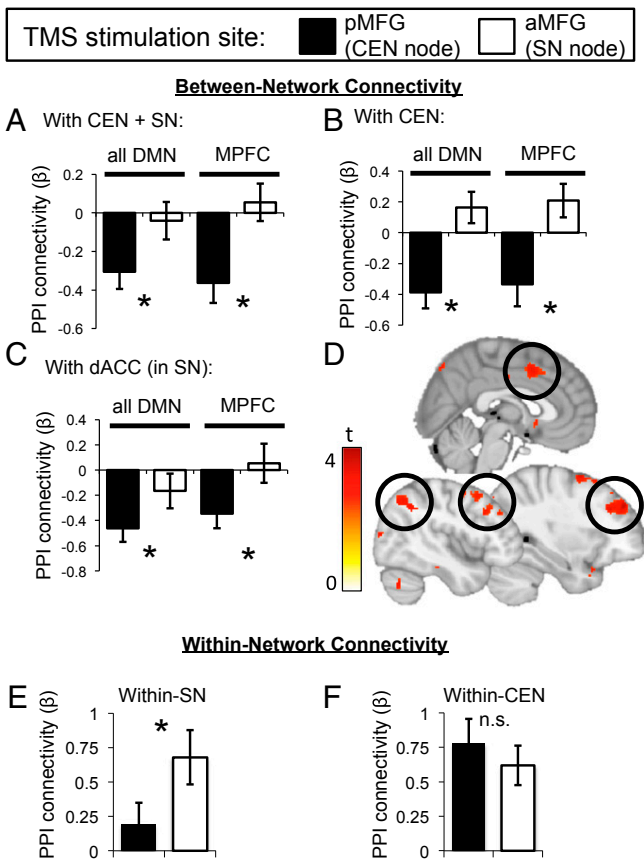 TMS stimulation site:
pMFG
(CEN node)
aMFG
(SN node)
Between-Network Connectivity
A With CEN + SN:
all DMN MPFC
PPI connectivity (β)
0.2
0
-0.2
-0.4
-0.6
* *
B With CEN:
all DMN MPFC
PPI connectivity (β)
0.4
0.2
0
-0.2
-0.4
-0.6
* *
C With dACC (in SN):
all DMN MPFC
PPI connectivity (β)
0.4
0.2
0
-0.2
-0.4
-0.6
-0.8
* *
D
t
4
0
Within-Network Connectivity
E Within-SN
PPI connectivity (β)
1
0.75
0.5
0.25
0
*
F Within-CEN
n.s.
PPI connectivity (β)
1
0.75
0.5
0.25
0